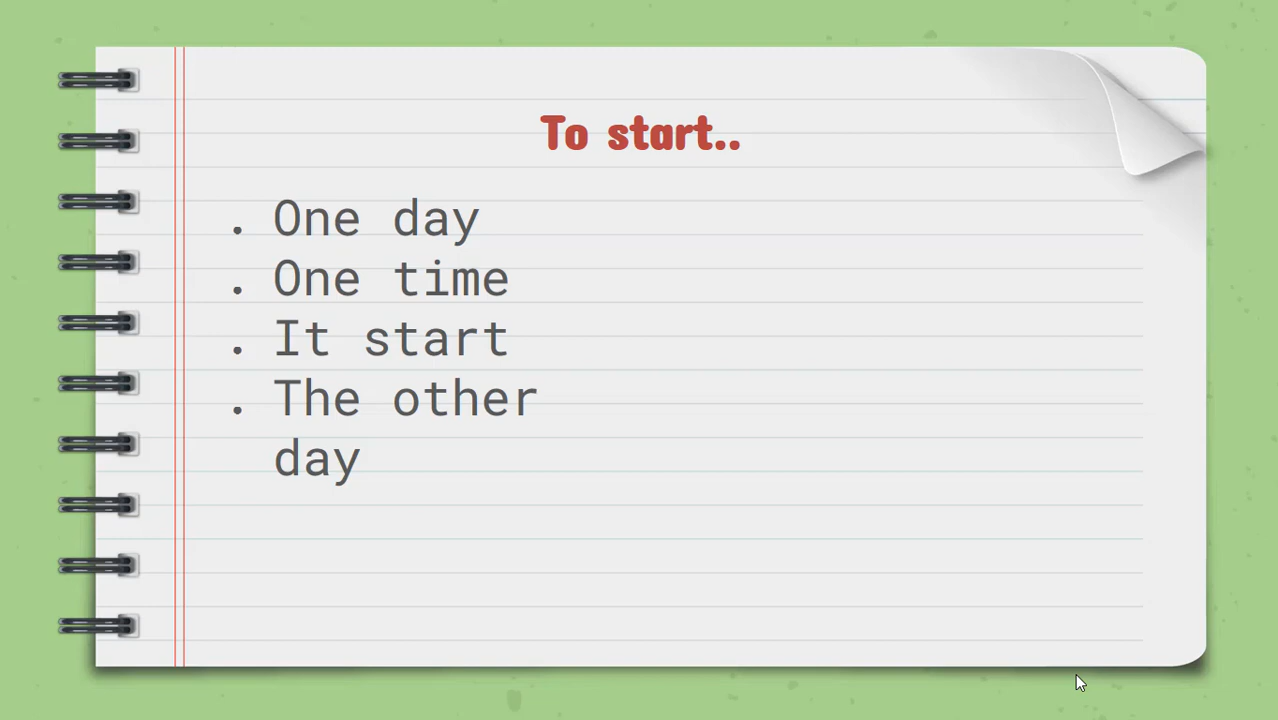 To start..
. One day
. One time
. It start
. The other
day